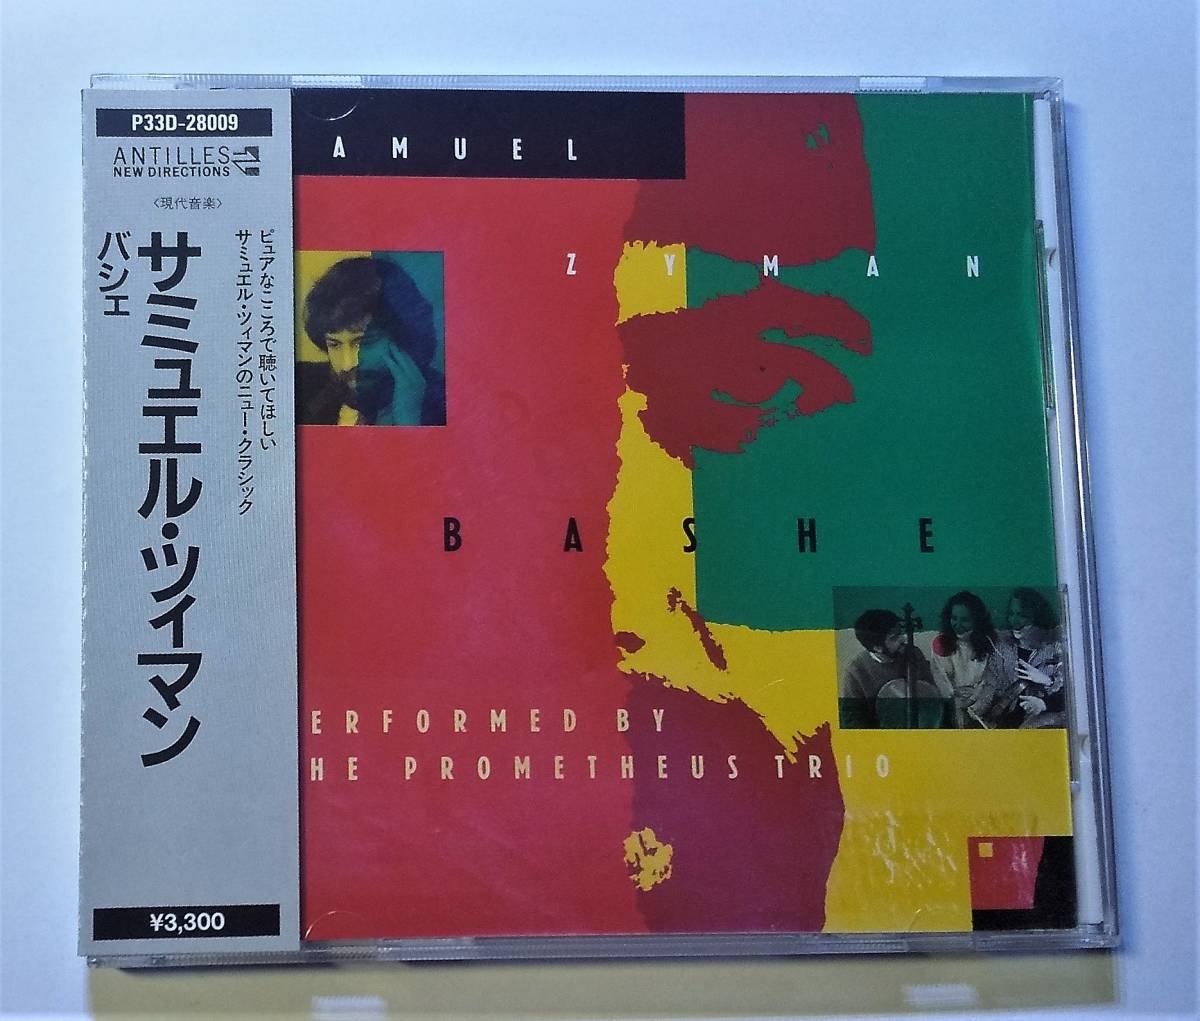 P33D-28009
ANTILLES
NEW DIRECTIONS
〈現代音楽〉
ピュアなこころで聴いてほしい
サミュエル・ツィマンのニュー・クラシック
サミュエル・ツィマン
バシェ
¥3,300
AMUEL
ZYMAN
BASHE
ERFORMED BY
HE PROMETHEUS TRIO